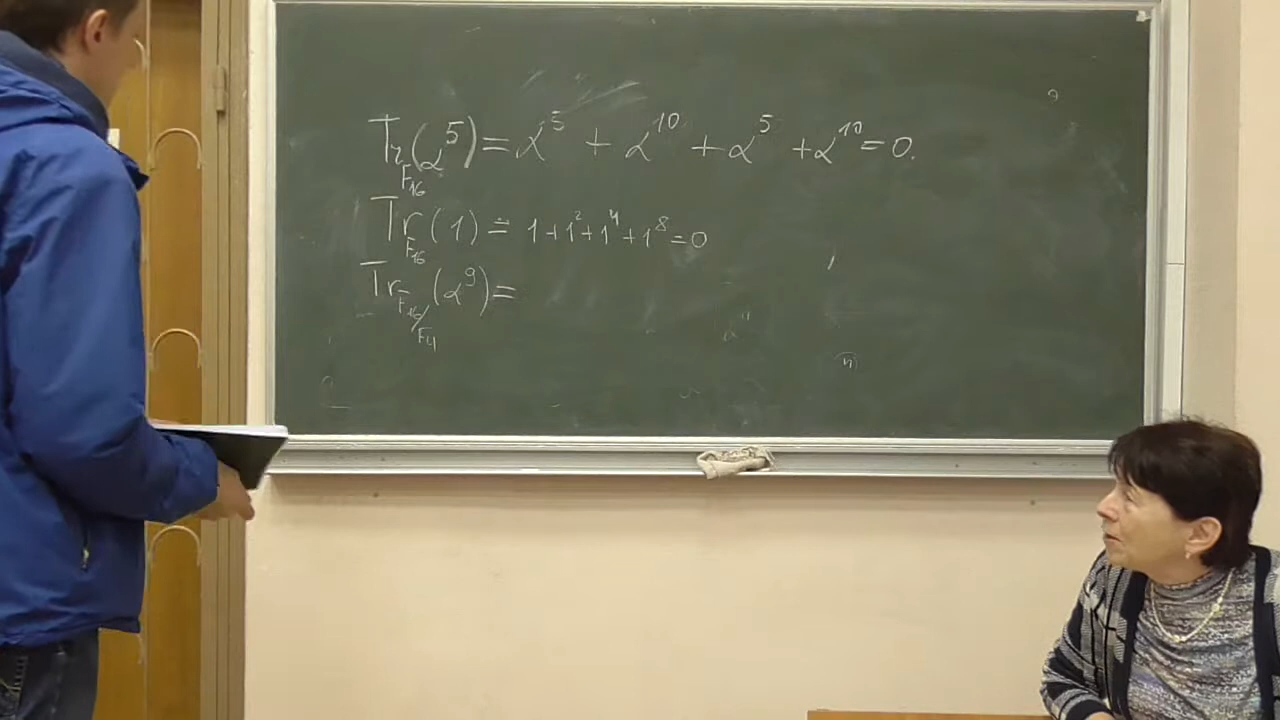 Tr_{F_{16}}(α^5) = α^5 + α^{10} + α^5 + α^{10} = 0.
Tr_{F_{16}}(1) = 1 + 1^2 + 1^4 + 1^8 = 0
Tr_{F_{16}/F_4}(α^9) =